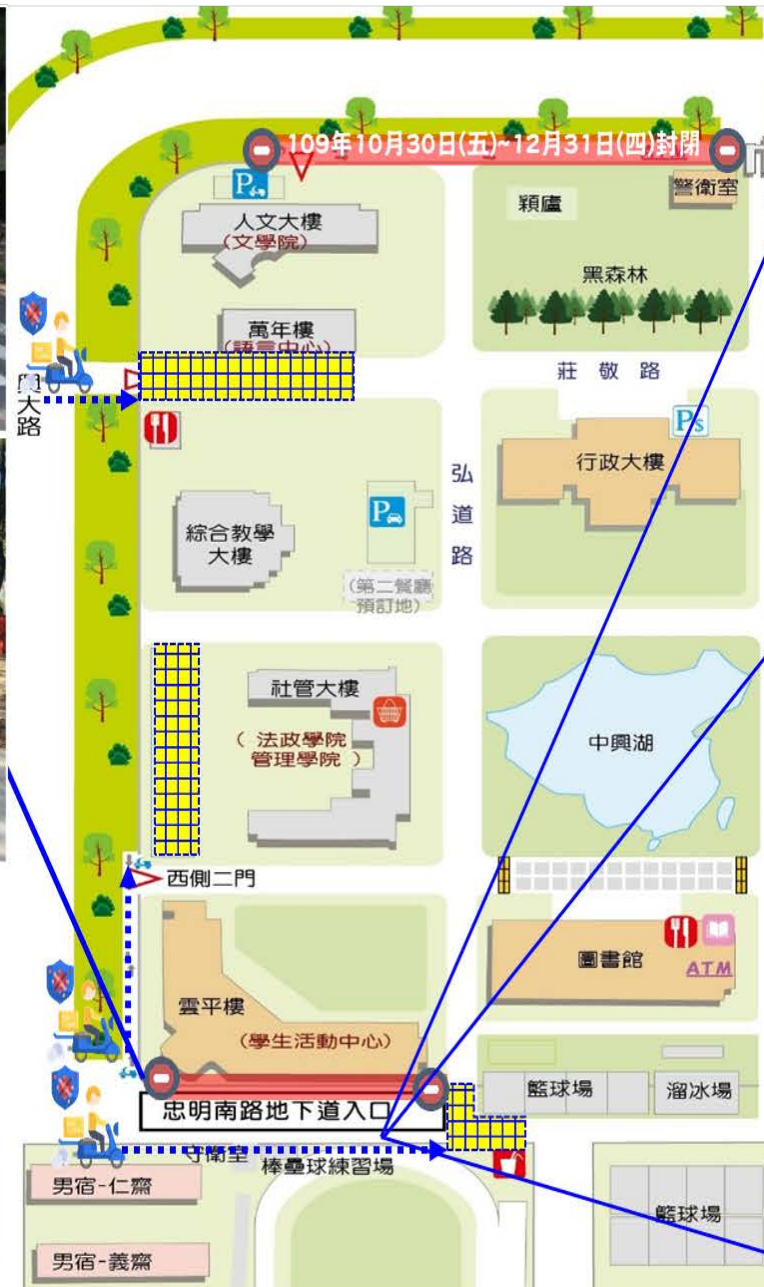 109年10月30日(五)~12月31日(四)封閉
P
警衛室
穎廬
人文大樓
(文學院)
黑森林
萬年樓
(語言中心)
莊敬路
興大路
Ps
行政大樓
弘道路
P
綜合教學
大樓
(第二餐廳
預訂地)
社管大樓
(法政學院
管理學院)
中興湖
西側二門
圖書館
ATM
雲平樓
(學生活動中心)
籃球場
溜冰場
忠明南路地下道入口
守衛室
棒壘球練習場
男宿-仁齋
籃球場
男宿-義齋